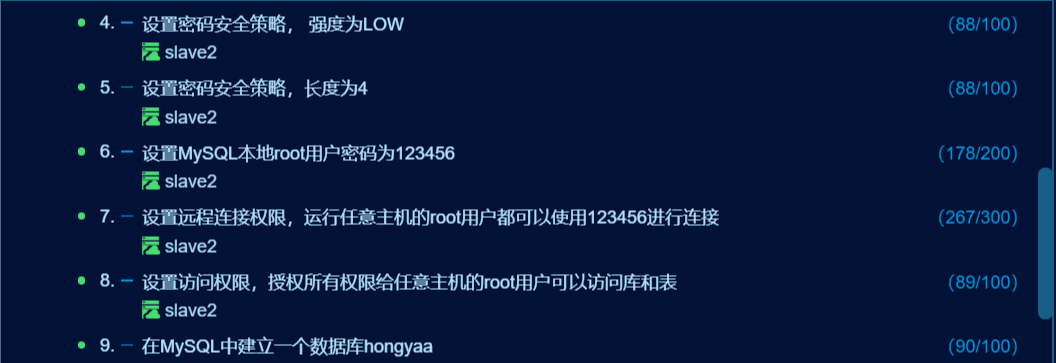 4. 设置密码安全策略， 强度为LOW （88/100）
slave2
5. 设置密码安全策略，长度为4 （88/100）
slave2
6. 设置MySQL本地root用户密码为123456 （178/200）
slave2
7. 设置远程连接权限，运行任意主机的root用户都可以使用123456进行连接 （267/300）
slave2
8. 设置访问权限，授权所有权限给任意主机的root用户可以访问库和表 （89/100）
slave2
9. 在MySQL中建立一个数据库hongyaa （90/100）